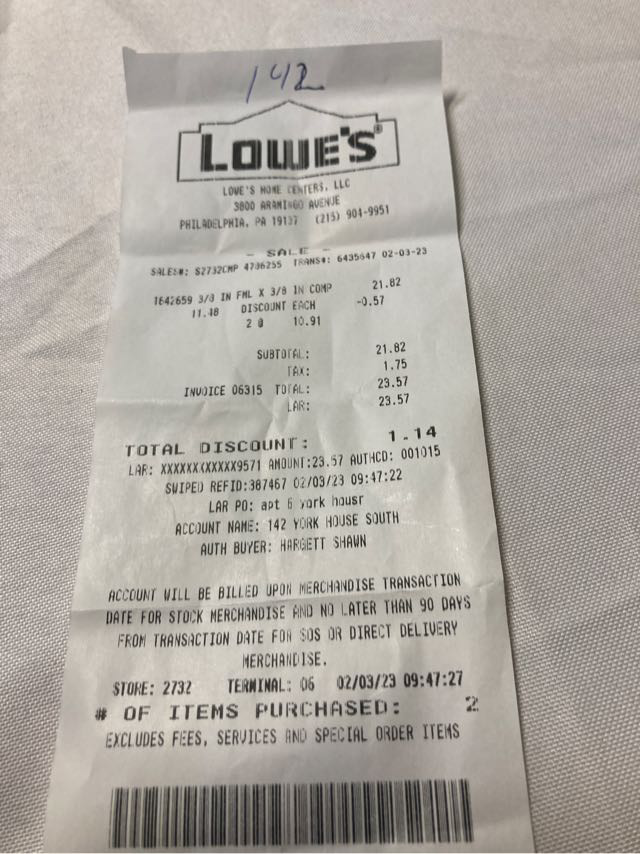 142
LOWE'S®
LOWE'S HOME CENTERS, LLC
3800 ARAMINGO AVENUE
PHILADELPHIA, PA 19137 (215) 904-9951
- SALE -
SALES#: S2732CMP 4736255 TRANS#: 6435647 02-03-23
1642659 3/8 IN FML X 3/8 IN COMP 21.82
11.48 DISCOUNT EACH -0.57
2 @ 10.91
SUBTOTAL: 21.82
TAX: 1.75
INVOICE 06315 TOTAL: 23.57
LAR: 23.57
TOTAL DISCOUNT: 1.14
LAR: XXXXXXXXXXXX9571 AMOUNT:23.57 AUTHCD: 001015
SWIPED REFID:387467 02/03/23 09:47:22
LAR PO: apt 6 york housr
ACCOUNT NAME: 142 YORK HOUSE SOUTH
AUTH BUYER: HARGETT SHAWN
ACCOUNT WILL BE BILLED UPON MERCHANDISE TRANSACTION
DATE FOR STOCK MERCHANDISE AND NO LATER THAN 90 DAYS
FROM TRANSACTION DATE FOR SOS OR DIRECT DELIVERY
MERCHANDISE.
STORE: 2732 TERMINAL: 06 02/03/23 09:47:27
# OF ITEMS PURCHASED: 2
EXCLUDES FEES, SERVICES AND SPECIAL ORDER ITEMS